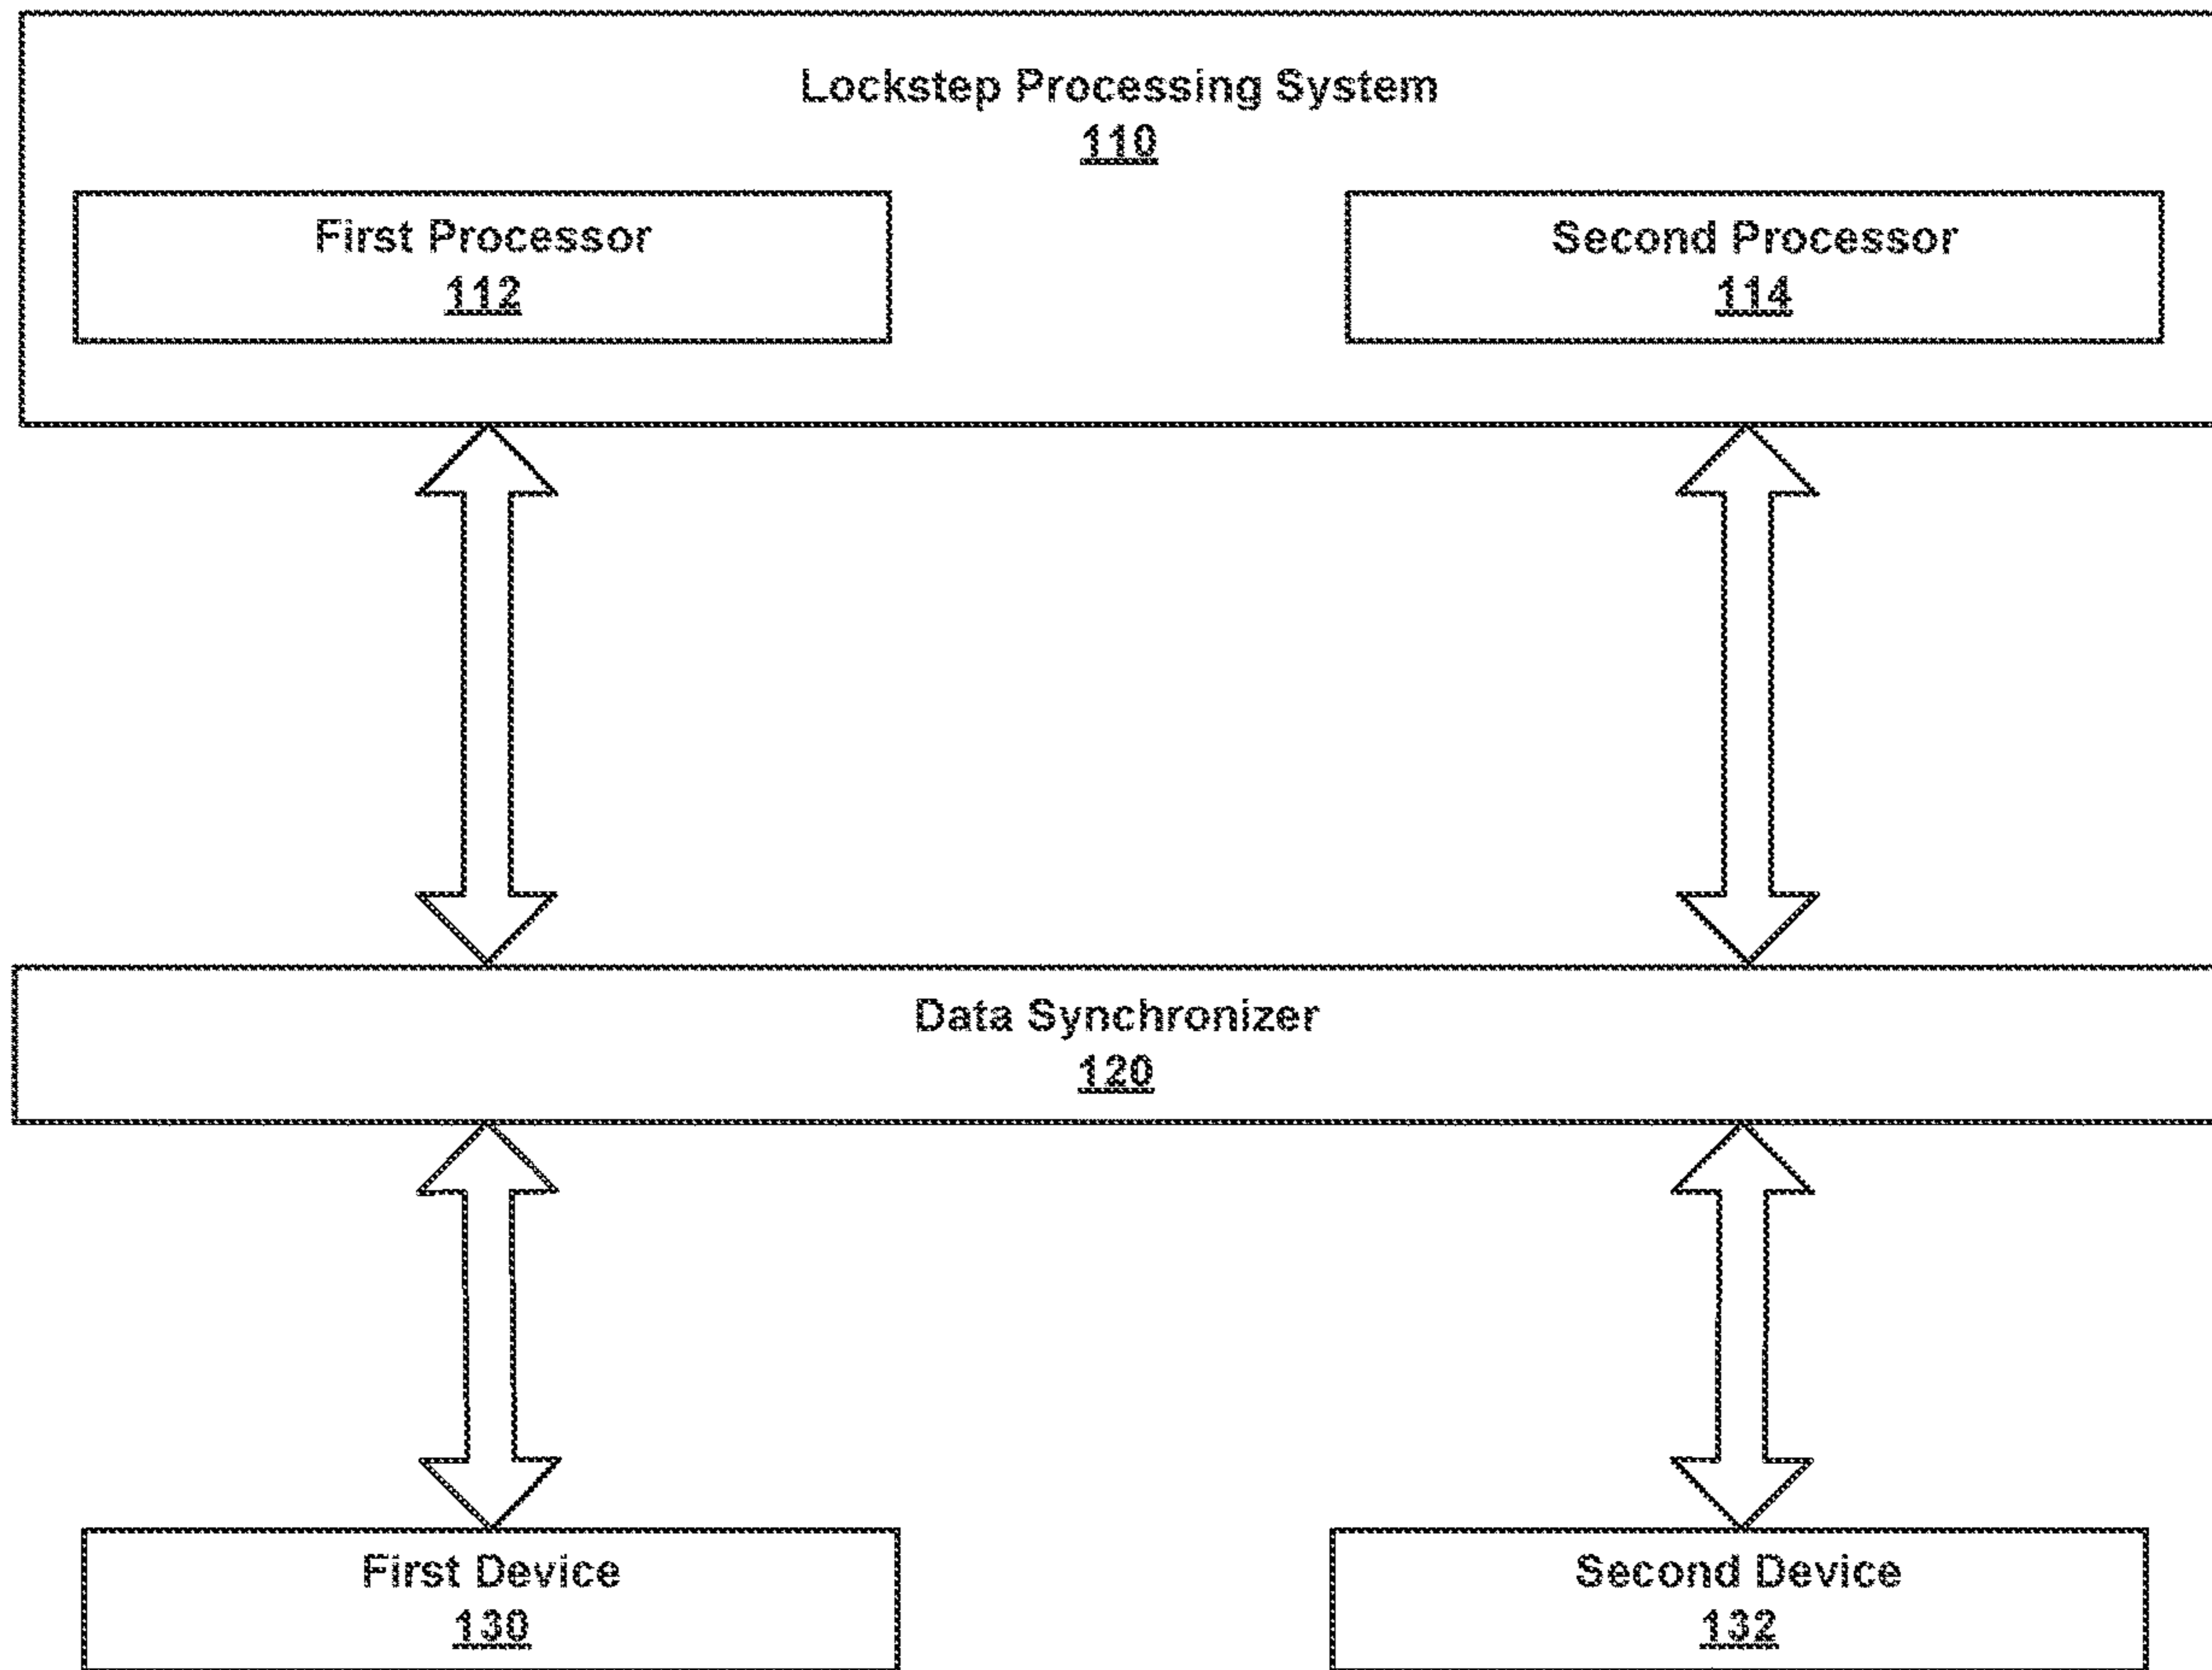 Lockstep Processing System
110
First Processor
112
Second Processor
114
Data Synchronizer
120
First Device
130
Second Device
132